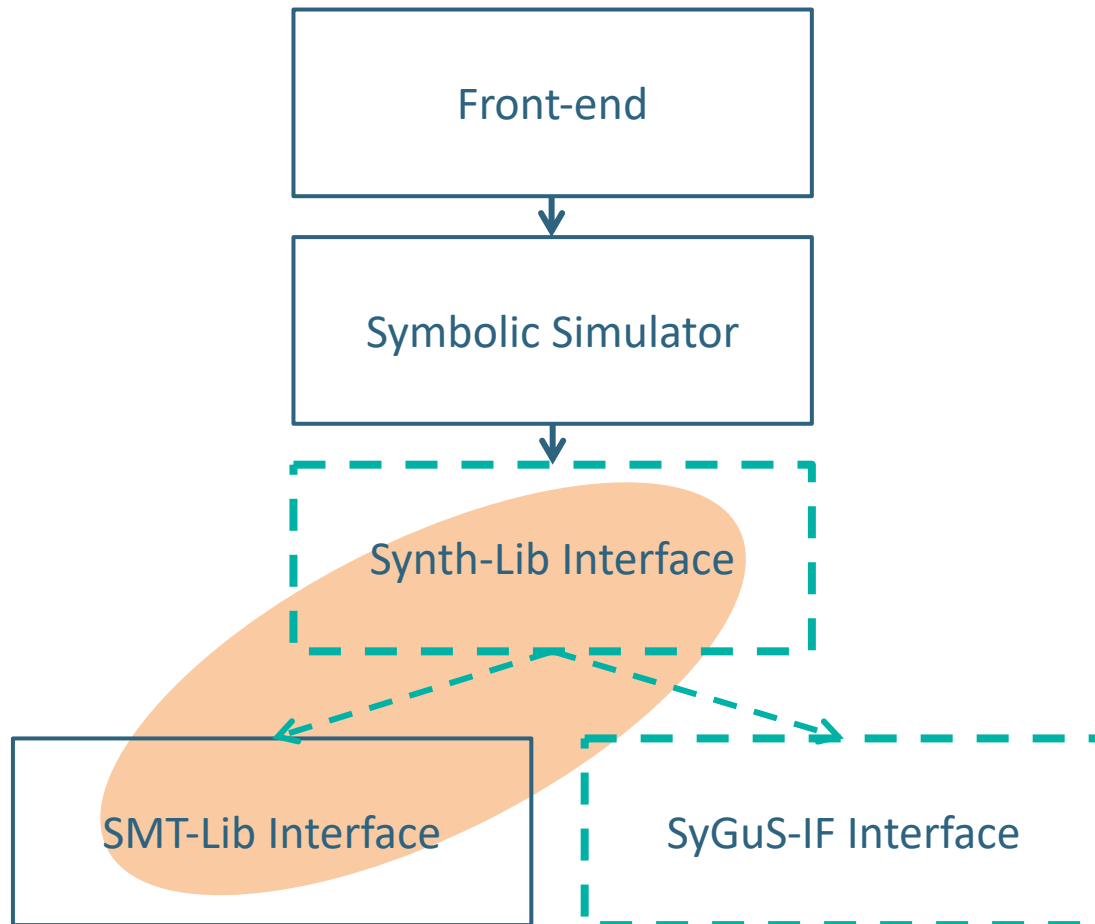 Front-end
Symbolic Simulator
Synth-Lib Interface
SMT-Lib Interface
SyGuS-IF Interface